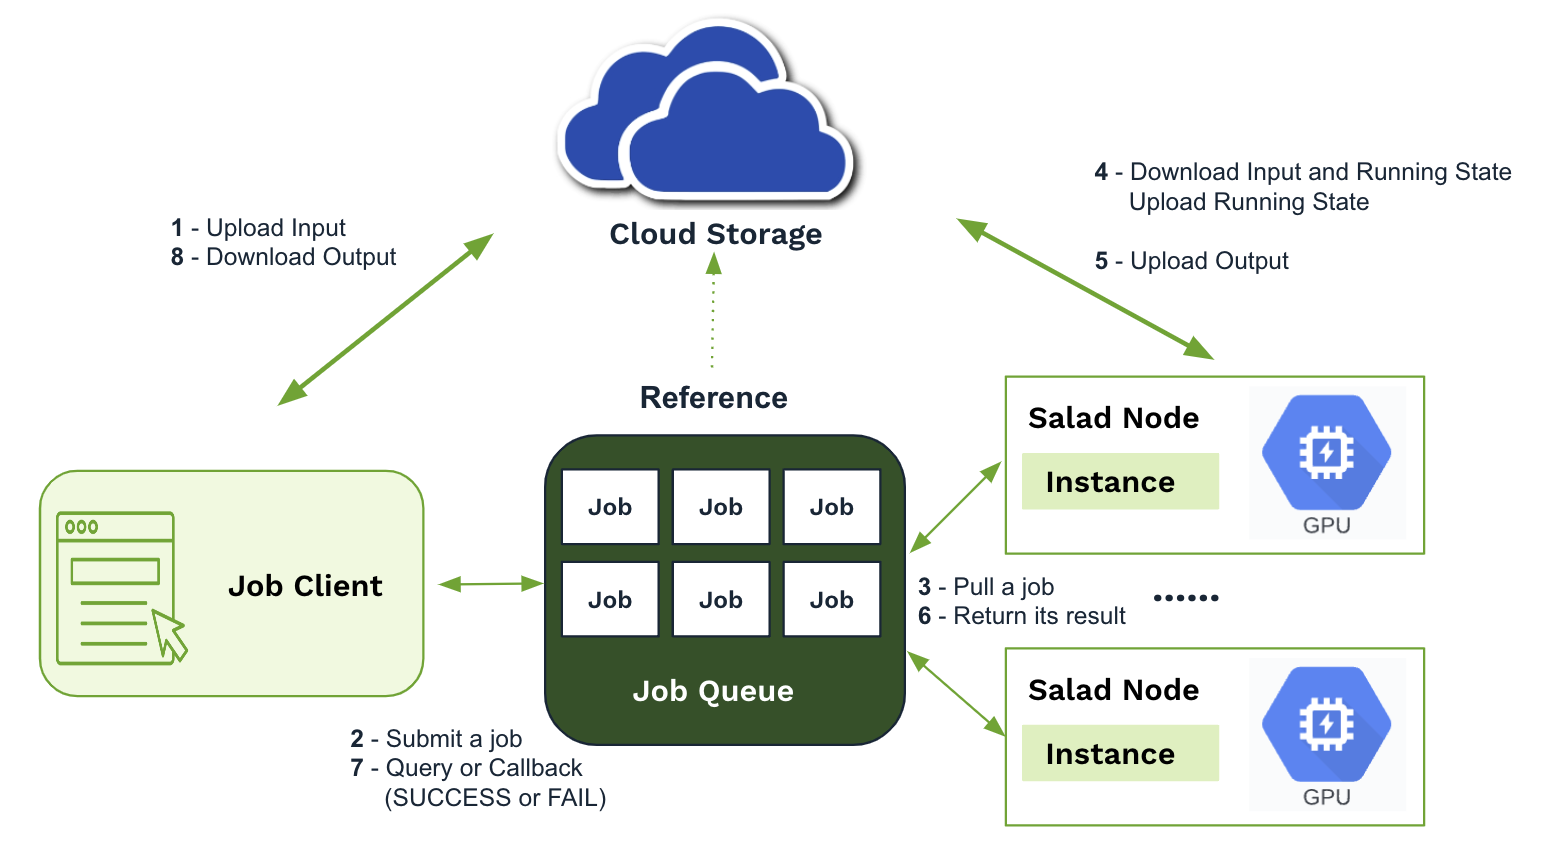 1 - Upload Input
8 - Download Output
Cloud Storage
4 - Download Input and Running State
Upload Running State
5 - Upload Output
Reference
Job Client
Job Job Job
Job Job Job
Job Queue
Salad Node
Instance
GPU
3 - Pull a job
6 - Return its result
......
Salad Node
Instance
GPU
2 - Submit a job
7 - Query or Callback
(SUCCESS or FAIL)